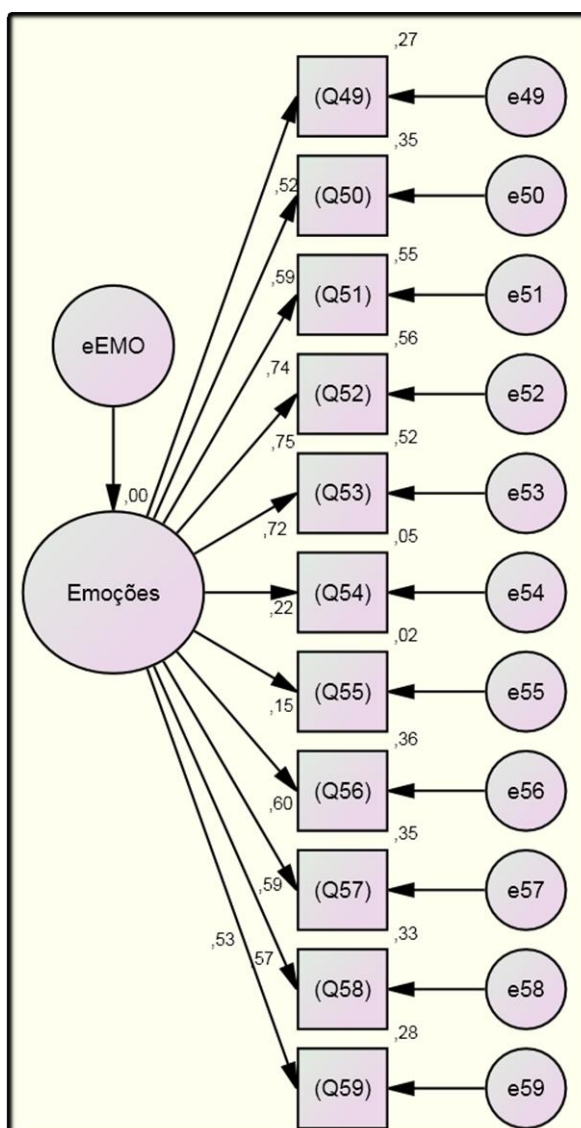 ,27
(Q49)
e49
,35
,52
(Q50)
e50
,55
,59
(Q51)
e51
,56
eEMO
,74
(Q52)
e52
,75
,52
,00
(Q53)
e53
,72
,05
Emoções
,22
(Q54)
e54
,02
,15
(Q55)
e55
,36
,60
(Q56)
e56
,35
,59
(Q57)
e57
,33
,53
,57
(Q58)
e58
,28
(Q59)
e59